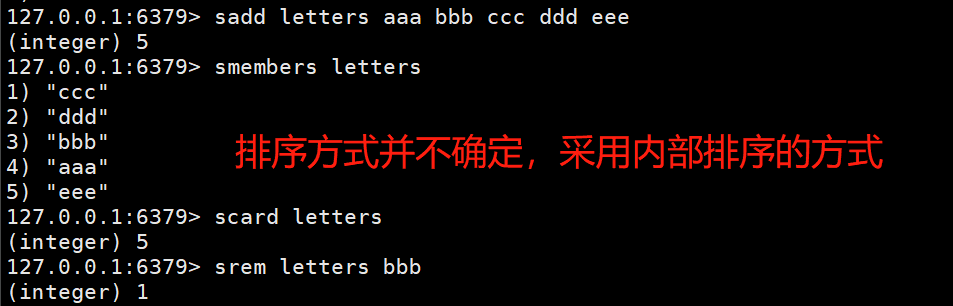 127.0.0.1:6379> sadd letters aaa bbb ccc ddd eee
(integer) 5
127.0.0.1:6379> smembers letters
1) "ccc"
2) "ddd"
3) "bbb"
排序方式并不确定，采用内部排序的方式
4) "aaa"
5) "eee"
127.0.0.1:6379> scard letters
(integer) 5
127.0.0.1:6379> srem letters bbb
(integer) 1